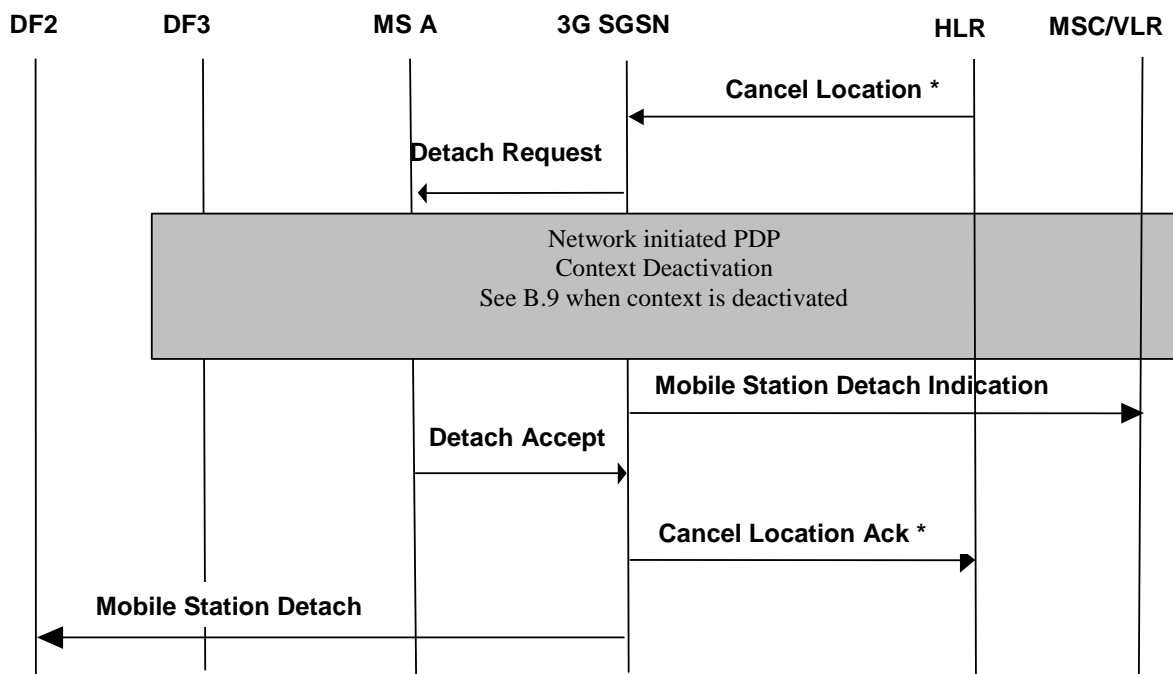 DF2 DF3 MS A 3G SGSN HLR MSC/VLR
Cancel Location *
Detach Request
Network initiated PDP
Context Deactivation
See B.9 when context is deactivated
Mobile Station Detach Indication
Detach Accept
Cancel Location Ack *
Mobile Station Detach